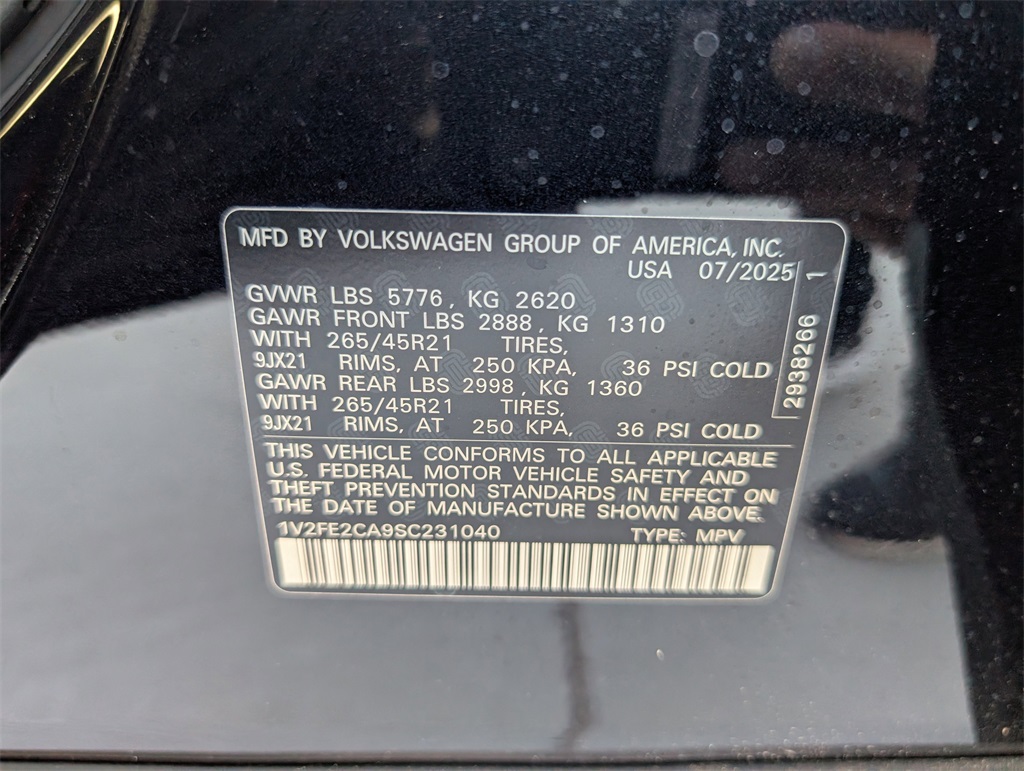 MFD BY VOLKSWAGEN GROUP OF AMERICA, INC.
USA 07/2025
GVWR LBS 5776, KG 2620
GAWR FRONT LBS 2888, KG 1310
WITH 265/45R21 TIRES,
9JX21 RIMS, AT 250 KPA, 36 PSI COLD
GAWR REAR LBS 2998, KG 1360
WITH 265/45R21 TIRES,
9JX21 RIMS, AT 250 KPA, 36 PSI COLD
THIS VEHICLE CONFORMS TO ALL APPLICABLE
U.S. FEDERAL MOTOR VEHICLE SAFETY AND
THEFT PREVENTION STANDARDS IN EFFECT ON
THE DATE OF MANUFACTURE SHOWN ABOVE.
1V2FE2CA9SC231040 TYPE: MPV
2938266 1